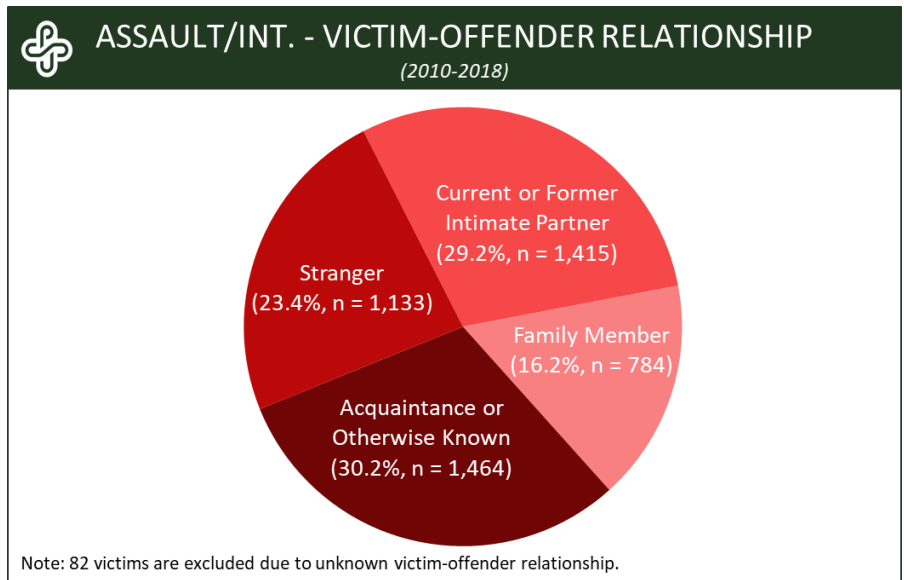 ASSAULT/INT. - VICTIM-OFFENDER RELATIONSHIP
(2010-2018)
Current or Former
Intimate Partner
(29.2%, n = 1,415)
Stranger
(23.4%, n = 1,133)
Family Member
(16.2%, n = 784)
Acquaintance or
Otherwise Known
(30.2%, n = 1,464)
Note: 82 victims are excluded due to unknown victim-offender relationship.